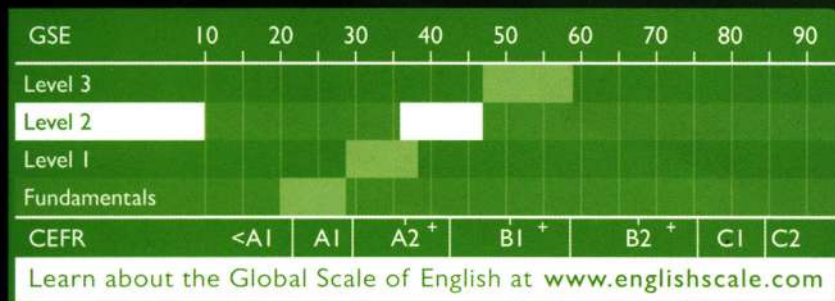 GSE 10 20 30 40 50 60 70 80 90
Level 3
Level 2
Level 1
Fundamentals
CEFR <A1 A1 A2 + B1 + B2 + C1 C2
Learn about the Global Scale of English at www.englishscale.com